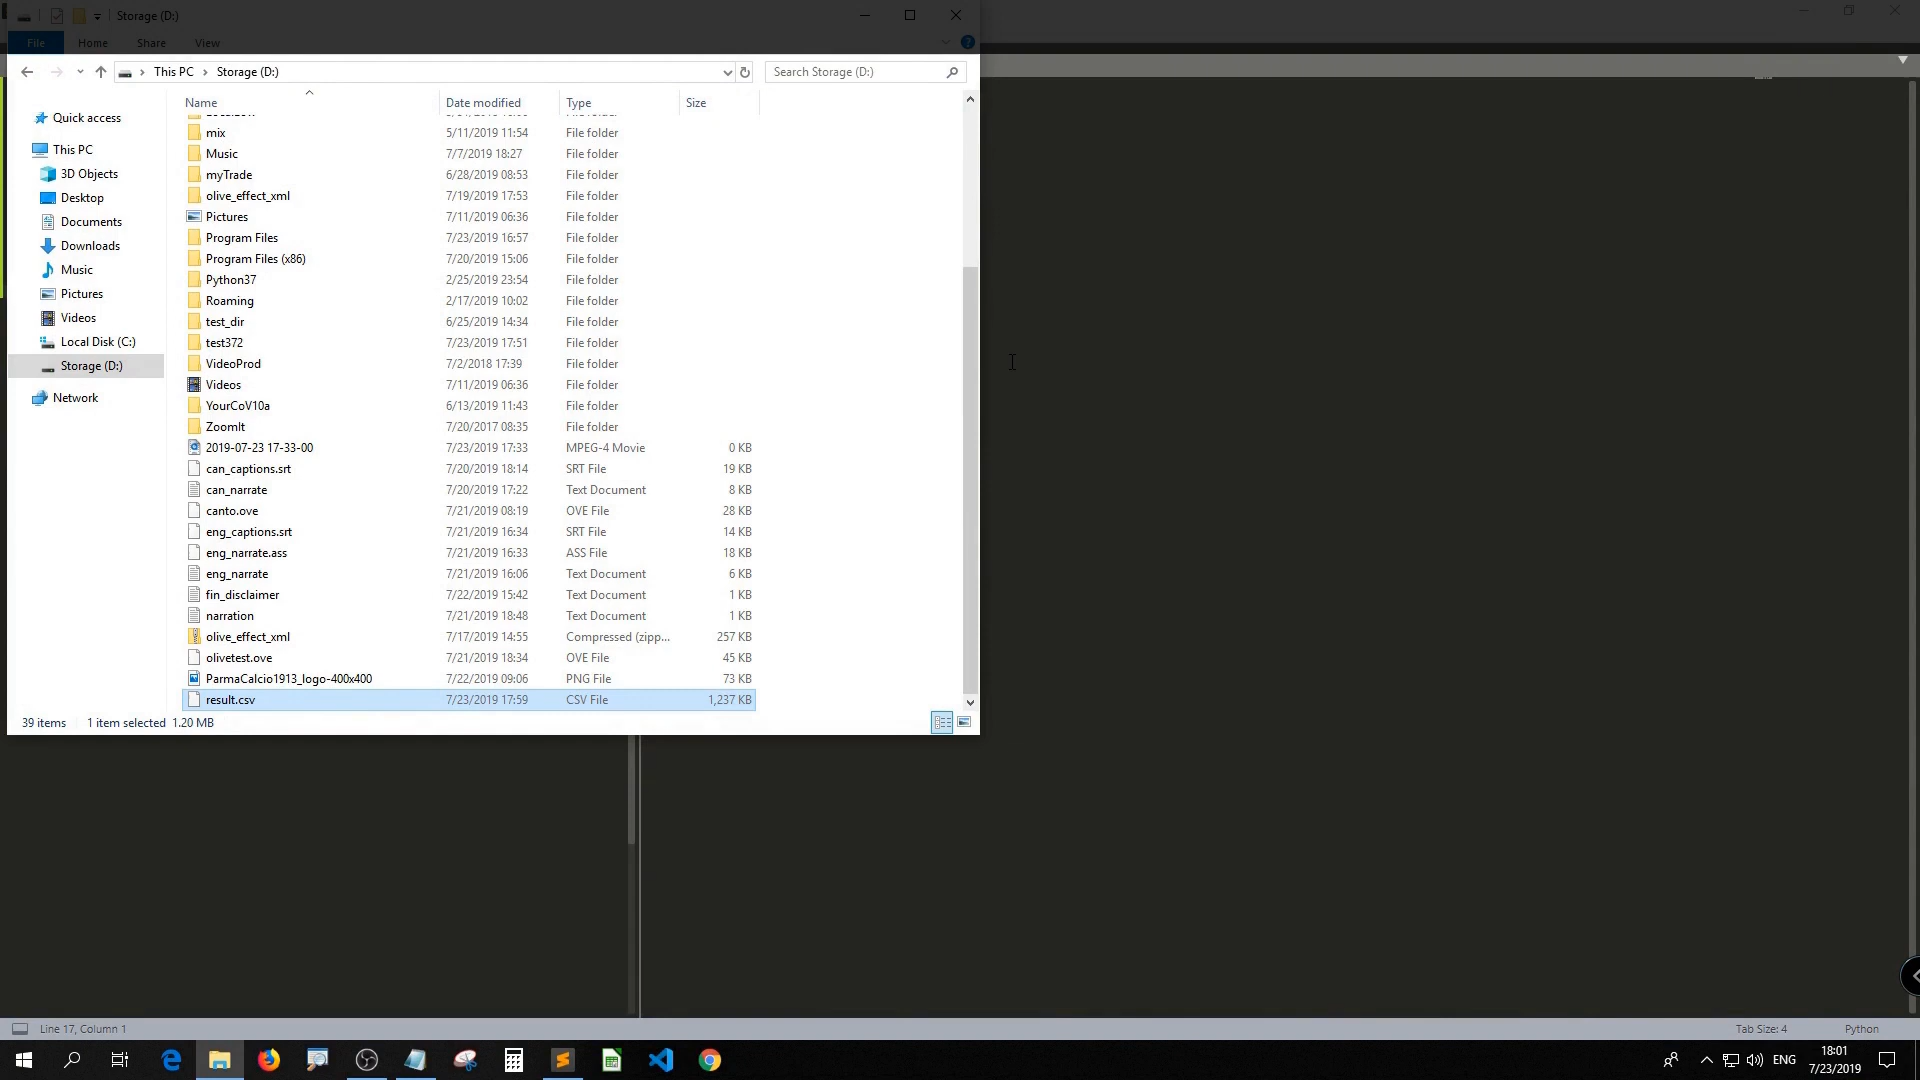 Storage (D:)
File Home Share View
This PC Storage (D:) Search Storage (D:)
Name Date modified Type Size
Quick access
This PC
3D Objects
Desktop
Documents
Downloads
Music
Pictures
Videos
Local Disk (C:)
Storage (D:)
Network
mix 5/11/2019 11:54 File folder
Music 7/7/2019 18:27 File folder
myTrade 6/28/2019 08:53 File folder
olive_effect_xml 7/19/2019 17:53 File folder
Pictures 7/11/2019 06:36 File folder
Program Files 7/23/2019 16:57 File folder
Program Files (x86) 7/20/2019 15:06 File folder
Python37 2/25/2019 23:54 File folder
Roaming 2/17/2019 10:02 File folder
test_dir 6/25/2019 14:34 File folder
test372 7/23/2019 17:51 File folder
VideoProd 7/2/2018 17:39 File folder
Videos 7/11/2019 06:36 File folder
YourCoV10a 6/13/2019 11:43 File folder
ZoomIt 7/20/2017 08:35 File folder
2019-07-23 17-33-00 7/23/2019 17:33 MPEG-4 Movie 0 KB
can_captions.srt 7/20/2019 18:14 SRT File 19 KB
can_narrate 7/20/2019 17:22 Text Document 8 KB
canto.ove 7/21/2019 08:19 OVE File 28 KB
eng_captions.srt 7/21/2019 16:34 SRT File 14 KB
eng_narrate.ass 7/21/2019 16:33 ASS File 18 KB
eng_narrate 7/21/2019 16:06 Text Document 6 KB
fin_disclaimer 7/22/2019 15:42 Text Document 1 KB
narration 7/21/2019 18:48 Text Document 1 KB
olive_effect_xml 7/17/2019 14:55 Compressed (zipp... 257 KB
olivetest.ove 7/21/2019 18:34 OVE File 45 KB
ParmaCalcio1913_logo-400x400 7/22/2019 09:06 PNG File 73 KB
result.csv 7/23/2019 17:59 CSV File 1,237 KB
39 items 1 item selected 1.20 MB
Line 17, Column 1 Tab Size: 4 Python
ENG
18:01
7/23/2019